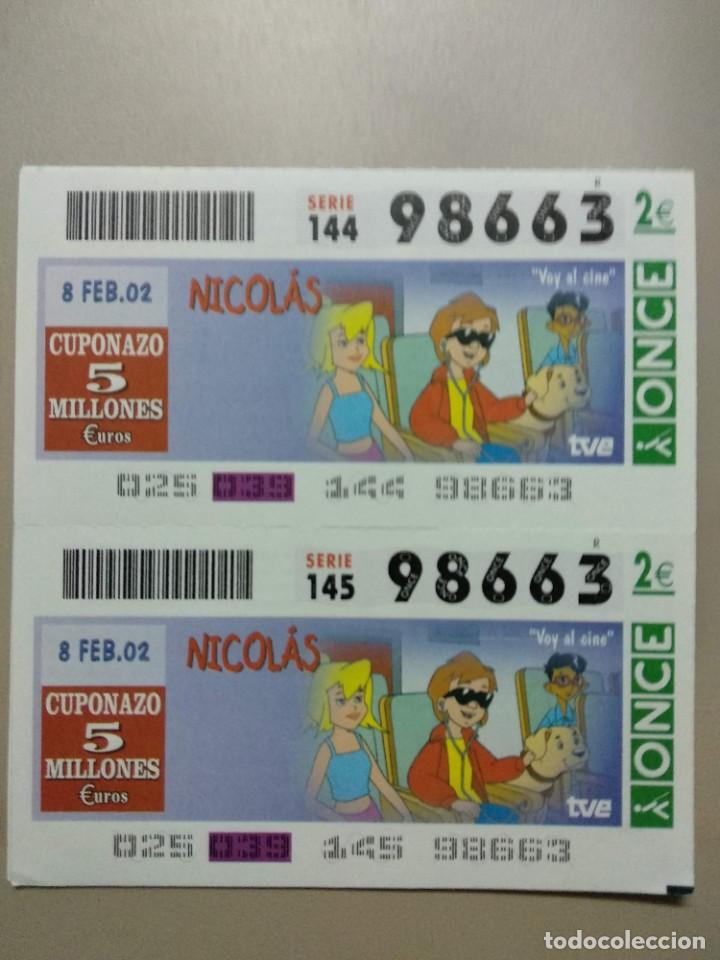 R
SERIE 144 98663 2€
8 FEB.02
NICOLÁS
"Voy al cine"
CUPONAZO
5
MILLONES
€uros
tve
ONCE
025 039 144 98663
R
SERIE 145 98663 2€
8 FEB.02
NICOLÁS
"Voy al cine"
CUPONAZO
5
MILLONES
€uros
tve
ONCE
025 039 145 98663
todocoleccion